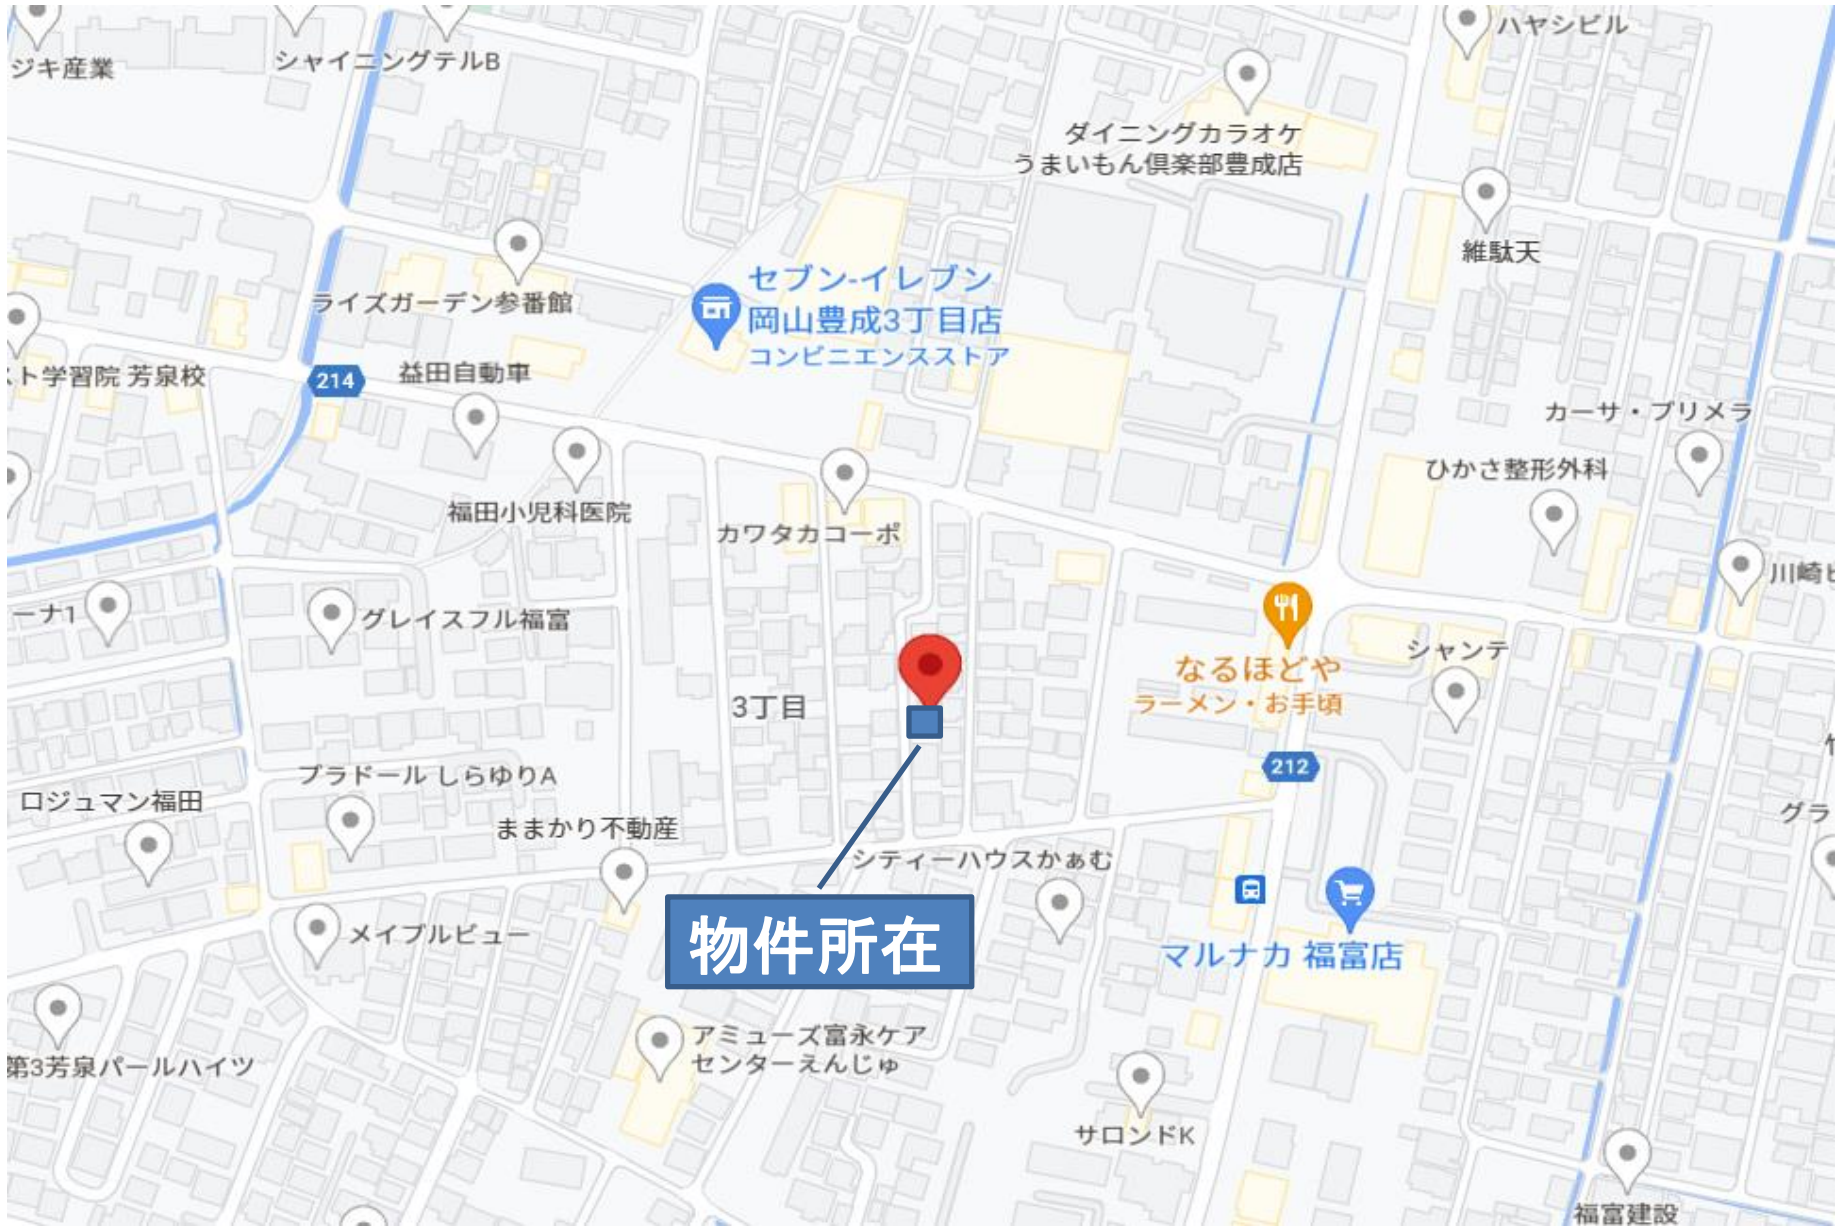 ハヤシビル
シャイニングテルB
ジキ産業
ダイニングカラオケ
うまいもん倶楽部豊成店
維駄天
セブン-イレブン
岡山豊成3丁目店
コンビニエンスストア
ライズガーデン参番館
スト学習院 芳泉校
214
益田自動車
カーサ・プリメラ
ひかさ整形外科
福田小児科医院
カワタカコーポ
川崎ビ
ーナ1
グレイスフル福富
なるほどや
ラーメン・お手頃
シャンテ
3丁目
212
プラドール しらゆりA
ロジュマン福田
ままかり不動産
グラ
シティーハウスかぁむ
物件所在
メイプルビュー
マルナカ 福富店
アミューズ富永ケア
センターえんじゅ
第3芳泉パールハイツ
サロンドK
福富建設